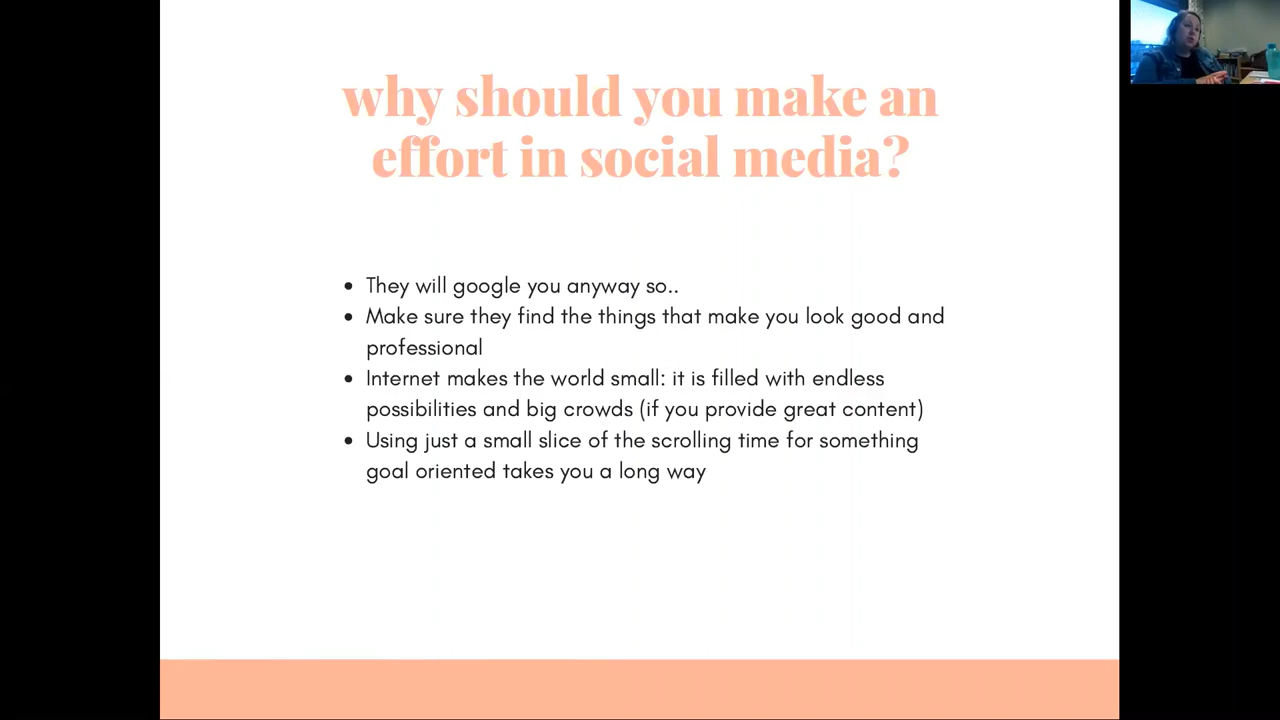 why should you make an
effort in social media?
• They will google you anyway so..
• Make sure they find the things that make you look good and
professional
• Internet makes the world small: it is filled with endless
possibilities and big crowds (if you provide great content)
• Using just a small slice of the scrolling time for something
goal oriented takes you a long way